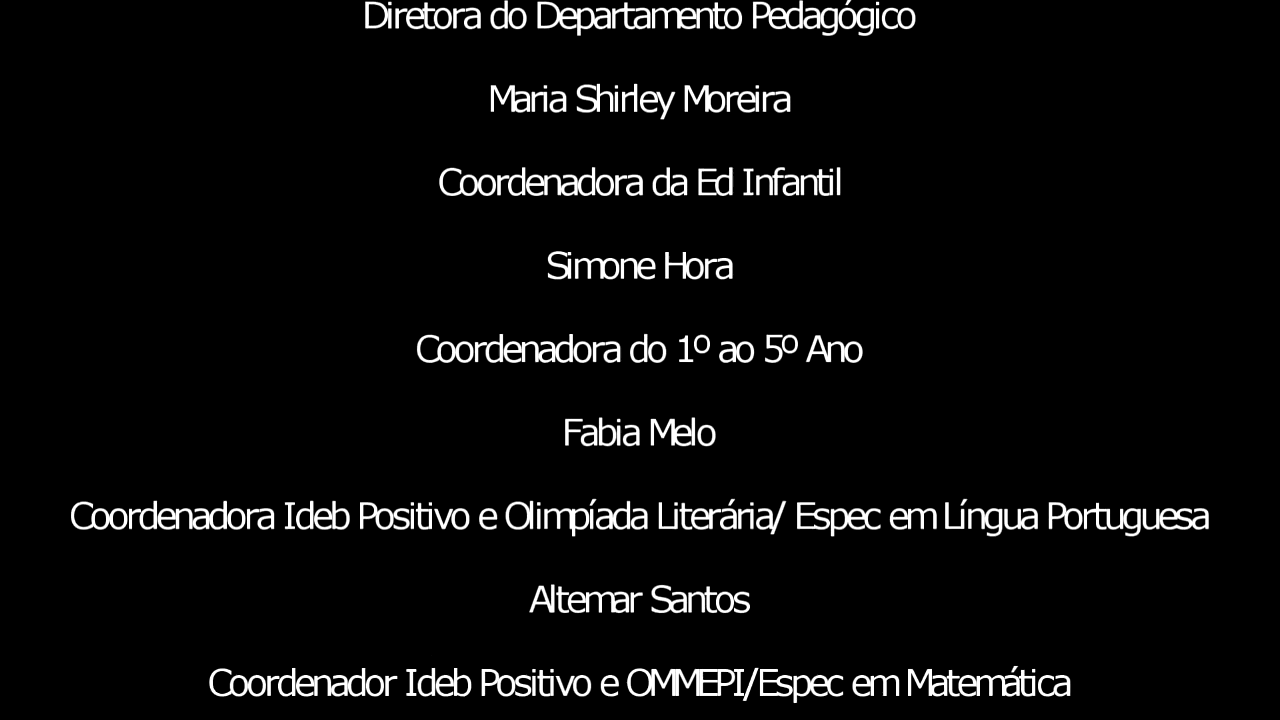 Diretora do Departamento Pedagógico
Maria Shirley Moreira
Coordenadora da Ed Infantil
Simone Hora
Coordenadora do 1º ao 5º Ano
Fabia Melo
Coordenadora Ideb Positivo e Olimpíada Literária/ Espec em Língua Portuguesa
Altemar Santos
Coordenador Ideb Positivo e OMMEPI/Espec em Matemática